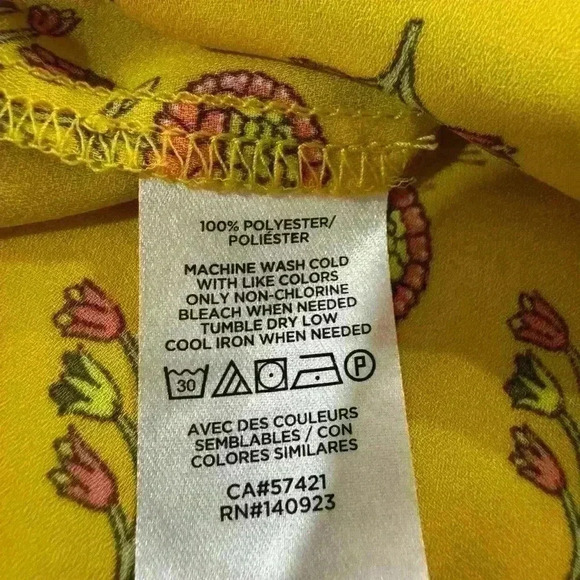 100% POLYESTER/
POLIÉSTER
MACHINE WASH COLD
WITH LIKE COLORS
ONLY NON-CHLORINE
BLEACH WHEN NEEDED
TUMBLE DRY LOW
COOL IRON WHEN NEEDED
30 P
AVEC DES COULEURS
SEMBLABLES / CON
COLORES SIMILARES
CA#57421
RN#140923